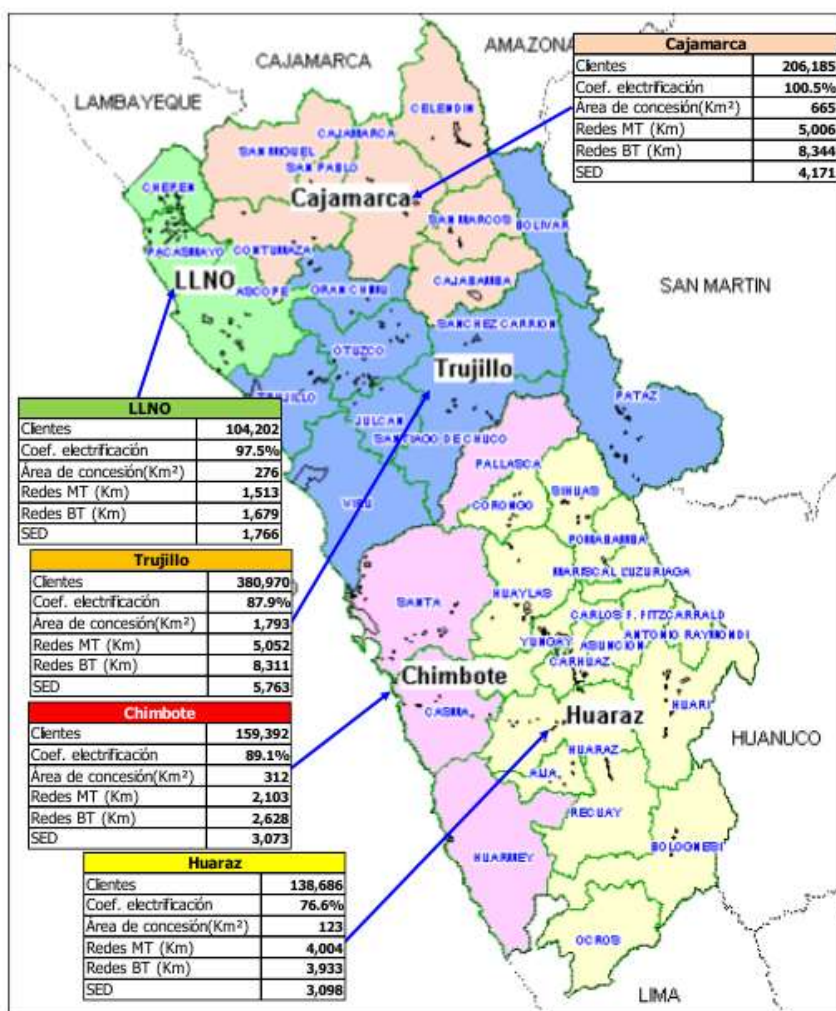 AMAZONA
CAJAMARCA
LAMBAYEQUE
Cajamarca
Clientes 206,185
Coef. electrificación 100.5%
Área de concesión(Km²) 665
Redes MT (Km) 5,006
Redes BT (Km) 8,344
SED 4,171
CELENDIN
CAJAMARCA
SAN MIGUEL
SAN PABLO
CHEPEN
Cajamarca
SAN MARCOS
BOLIVAR
PACASMAYO
CONTUMAZA
LLNO
ASCOPE
GRAN CHIMU
CAJABAMBA
SAN MARTIN
SANCHEZ CARRION
OTUZCO
Trujillo
TRUJILLO
PATAZ
JULCAN
SANTIAGO DE CHUCO
LLNO
Clientes 104,202
Coef. electrificación 97.5%
Área de concesión(Km²) 276
Redes MT (Km) 1,513
Redes BT (Km) 1,679
SED 1,766
PALLASCA
SIHUAS
CORONGO
VIRU
POMABAMBA
MARISCAL LUZURIAGA
Trujillo
Clientes 380,970
Coef. electrificación 87.9%
Área de concesión(Km²) 1,793
Redes MT (Km) 5,052
Redes BT (Km) 8,311
SED 5,763
SANTA
HUAYLAS
CARLOS F. FITZCARRALD
ANTONIO RAYMONDI
YUNGAY
ASUNCION
CARHUAZ
Chimbote
HUARI
CASMA
Huaraz
HUANUCO
Chimbote
Clientes 159,392
Coef. electrificación 89.1%
Área de concesión(Km²) 312
Redes MT (Km) 2,103
Redes BT (Km) 2,628
SED 3,073
HUARAZ
AIJA
RECUAY
BOLOGNESI
HUARMEY
Huaraz
Clientes 138,686
Coef. electrificación 76.6%
Área de concesión(Km²) 123
Redes MT (Km) 4,004
Redes BT (Km) 3,933
SED 3,098
OCROS
LIMA